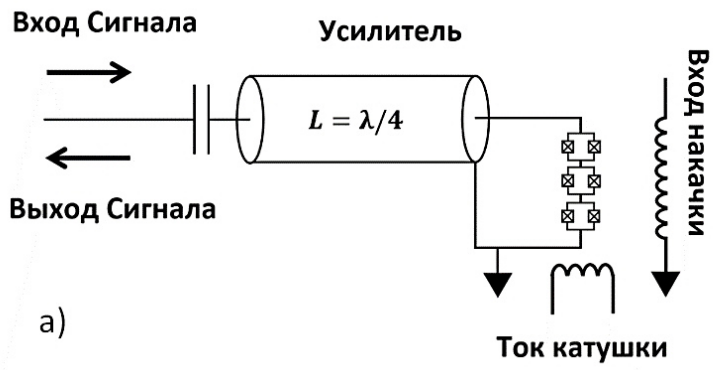 Вход Сигнала
Усилитель
L = λ/4
Вход накачки
Выход Сигнала
а)
Ток катушки